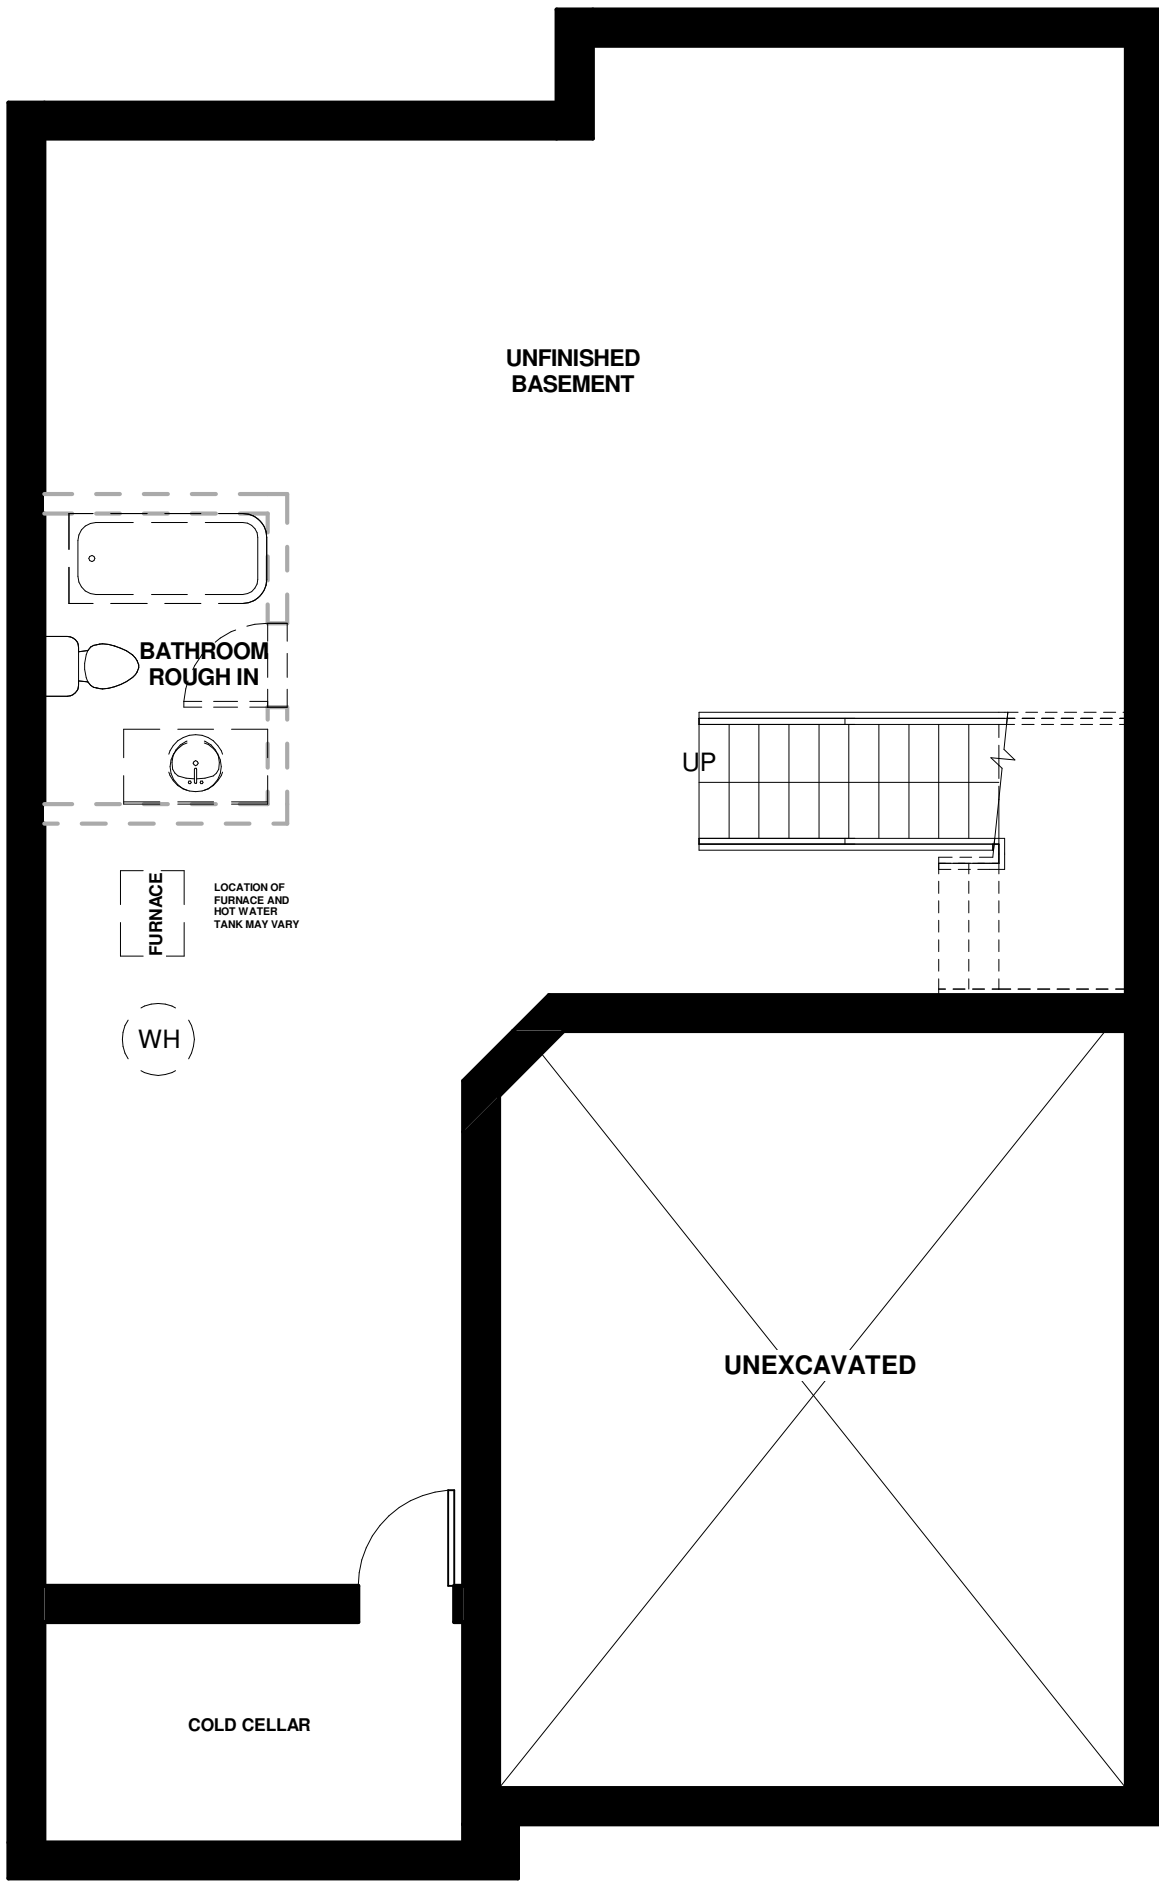 UNFINISHED
BASEMENT
BATHROOM
ROUGH IN
UP
FURNACE
LOCATION OF
FURNACE AND
HOT WATER
TANK MAY VARY
WH
UNEXCAVATED
COLD CELLAR